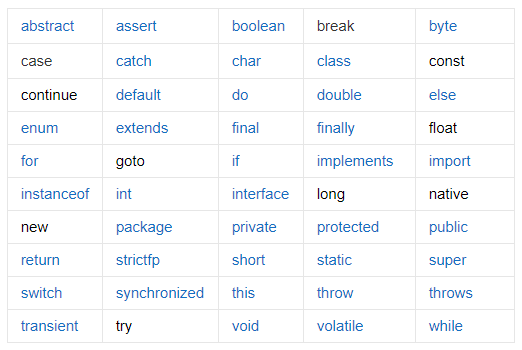 abstract assert boolean break byte
case catch char class const
continue default do double else
enum extends final finally float
for goto if implements import
instanceof int interface long native
new package private protected public
return strictfp short static super
switch synchronized this throw throws
transient try void volatile while